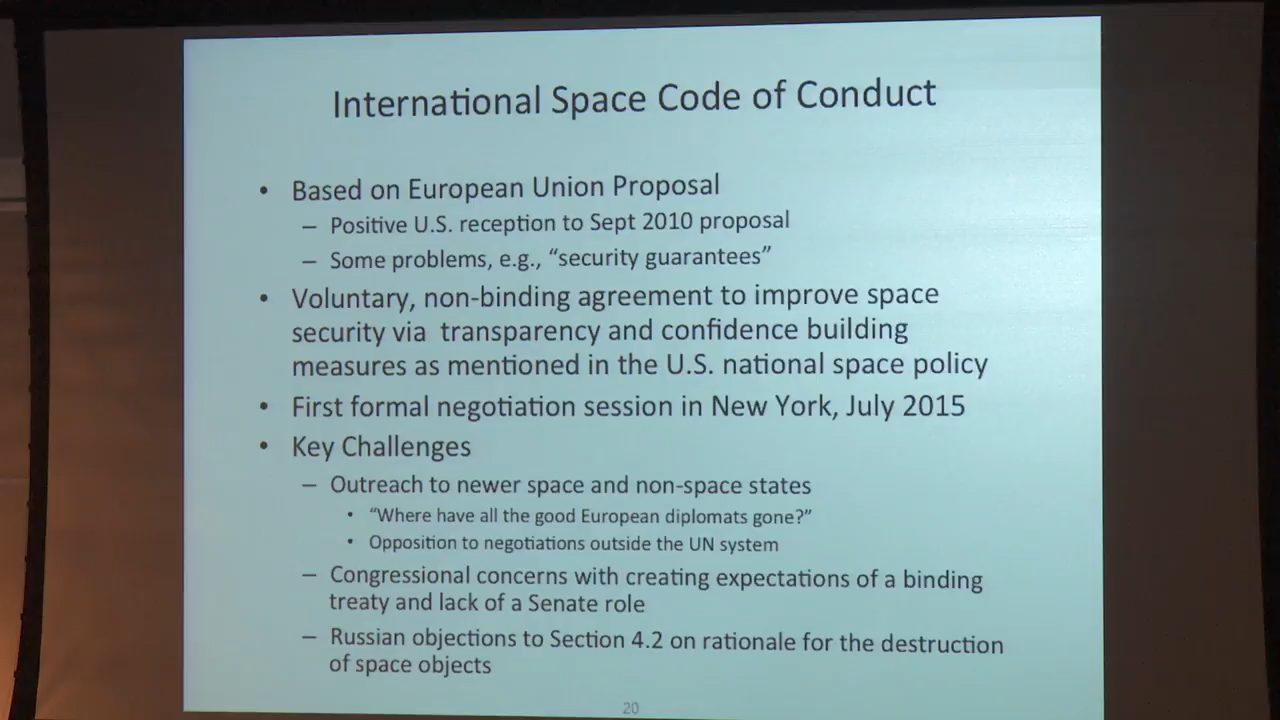 International Space Code of Conduct
• Based on European Union Proposal
– Positive U.S. reception to Sept 2010 proposal
– Some problems, e.g., “security guarantees”
• Voluntary, non-binding agreement to improve space
security via transparency and confidence building
measures as mentioned in the U.S. national space policy
• First formal negotiation session in New York, July 2015
• Key Challenges
– Outreach to newer space and non-space states
• “Where have all the good European diplomats gone?”
• Opposition to negotiations outside the UN system
– Congressional concerns with creating expectations of a binding
treaty and lack of a Senate role
– Russian objections to Section 4.2 on rationale for the destruction
of space objects
20